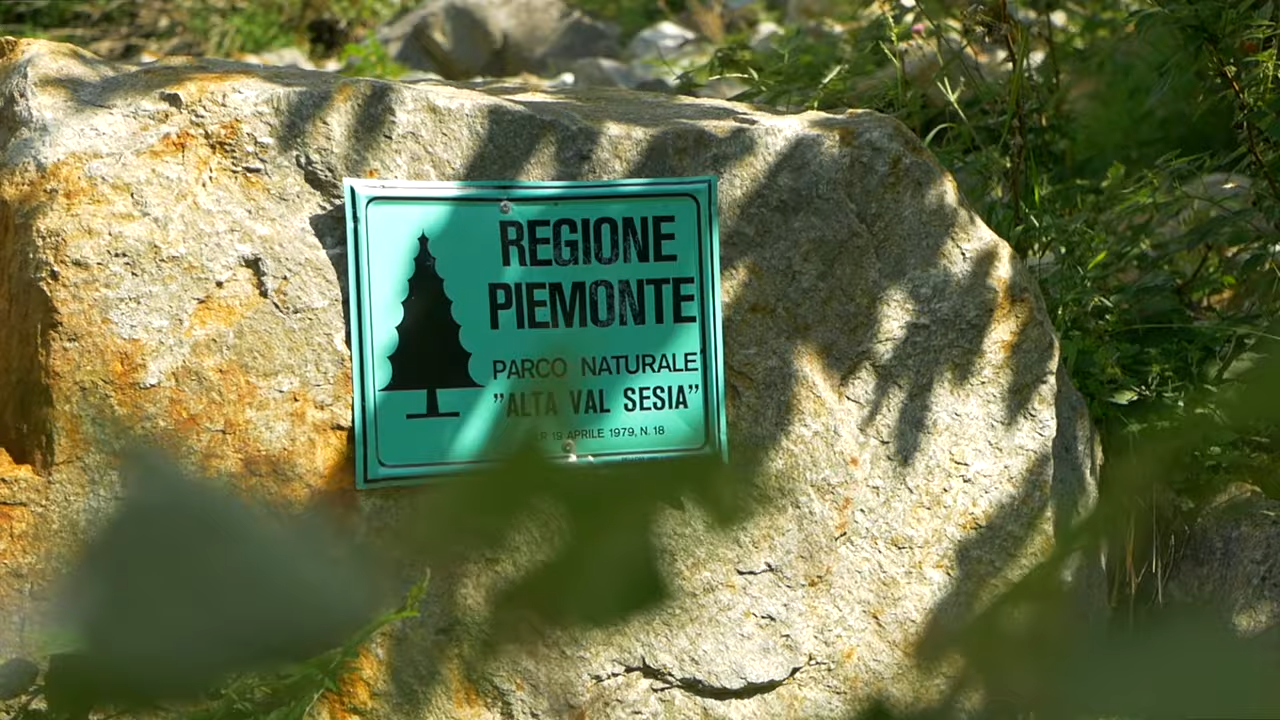 REGIONE
PIEMONTE
PARCO NATURALE
”ALTA VAL SESIA”
19 APRILE 1979, N. 18